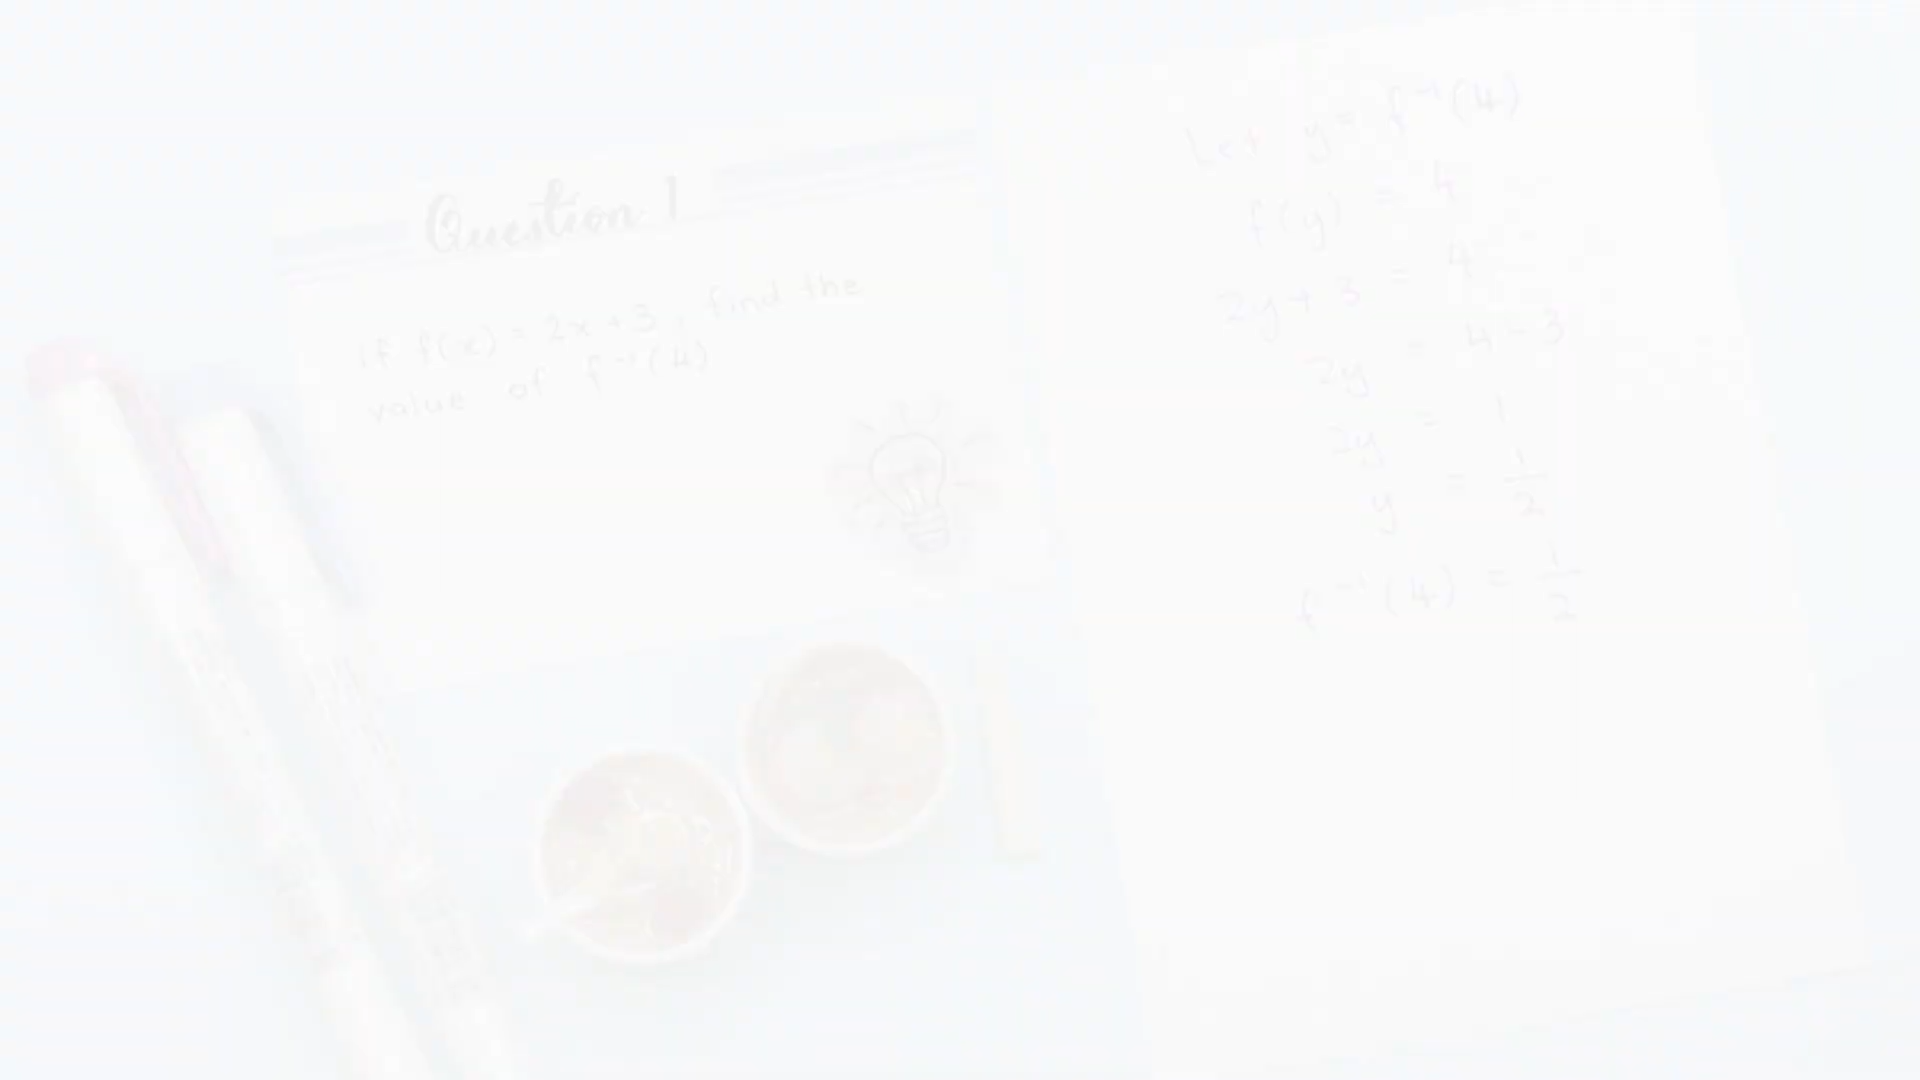 Question 1
If f(x) = 2x + 3, find the
value of f⁻¹(4)
Let y = f⁻¹(4)
f(y) = 4
2y + 3 = 4
2y = 4 - 3
2y = 1
y = 1/2
f⁻¹(4) = 1/2